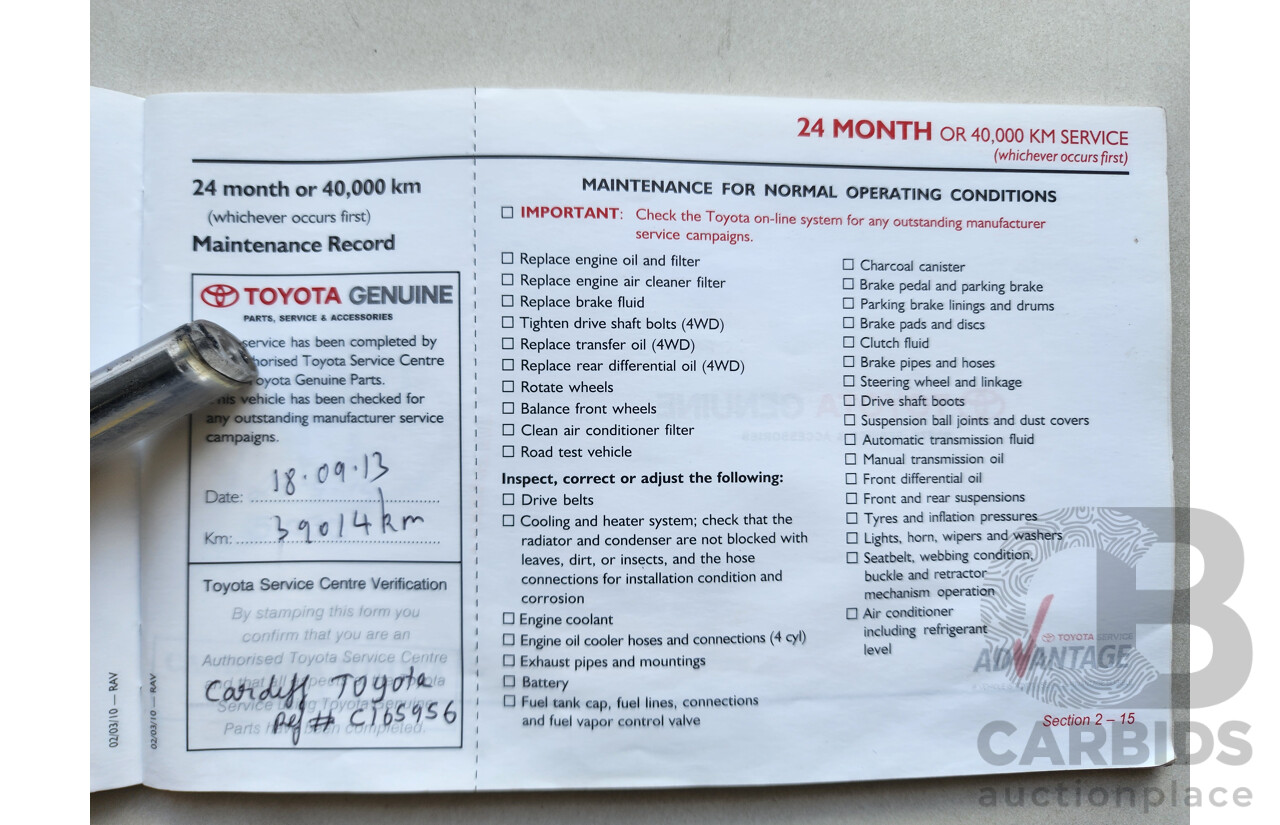 24 MONTH OR 40,000 KM SERVICE
(whichever occurs first)
24 month or 40,000 km
(whichever occurs first)
Maintenance Record
TOYOTA GENUINE
PARTS, SERVICE & ACCESSORIES
service has been completed by
Toyota Service Centre
Toyota Genuine Parts.
This vehicle has been checked for
any outstanding manufacturer service
campaigns.
Date: 18.09.13
Km: 39014km
Toyota Service Centre Verification
By stamping this form you
confirm that you are an
Authorised Toyota Service Centre
Cardiff Toyota
Ref # C165956
Parts have been completed.
02/03/10 — RAV
02/03/10 — RAV
MAINTENANCE FOR NORMAL OPERATING CONDITIONS
IMPORTANT: Check the Toyota on-line system for any outstanding manufacturer
service campaigns.
Replace engine oil and filter
Replace engine air cleaner filter
Replace brake fluid
Tighten drive shaft bolts (4WD)
Replace transfer oil (4WD)
Replace rear differential oil (4WD)
Rotate wheels
Balance front wheels
Clean air conditioner filter
Road test vehicle
Inspect, correct or adjust the following:
Drive belts
Cooling and heater system; check that the
radiator and condenser are not blocked with
leaves, dirt, or insects, and the hose
connections for installation condition and
corrosion
Engine coolant
Engine oil cooler hoses and connections (4 cyl)
Exhaust pipes and mountings
Battery
Fuel tank cap, fuel lines, connections
and fuel vapor control valve
Charcoal canister
Brake pedal and parking brake
Parking brake linings and drums
Brake pads and discs
Clutch fluid
Brake pipes and hoses
Steering wheel and linkage
Drive shaft boots
Suspension ball joints and dust covers
Automatic transmission fluid
Manual transmission oil
Front differential oil
Front and rear suspensions
Tyres and inflation pressures
Lights, horn, wipers and washers
Seatbelt, webbing condition,
buckle and retractor
mechanism operation
Air conditioner
including refrigerant
level
TOYOTA SERVICE
ADVANTAGE
Section 2 – 15
CB
CARBIDS
auctionplace